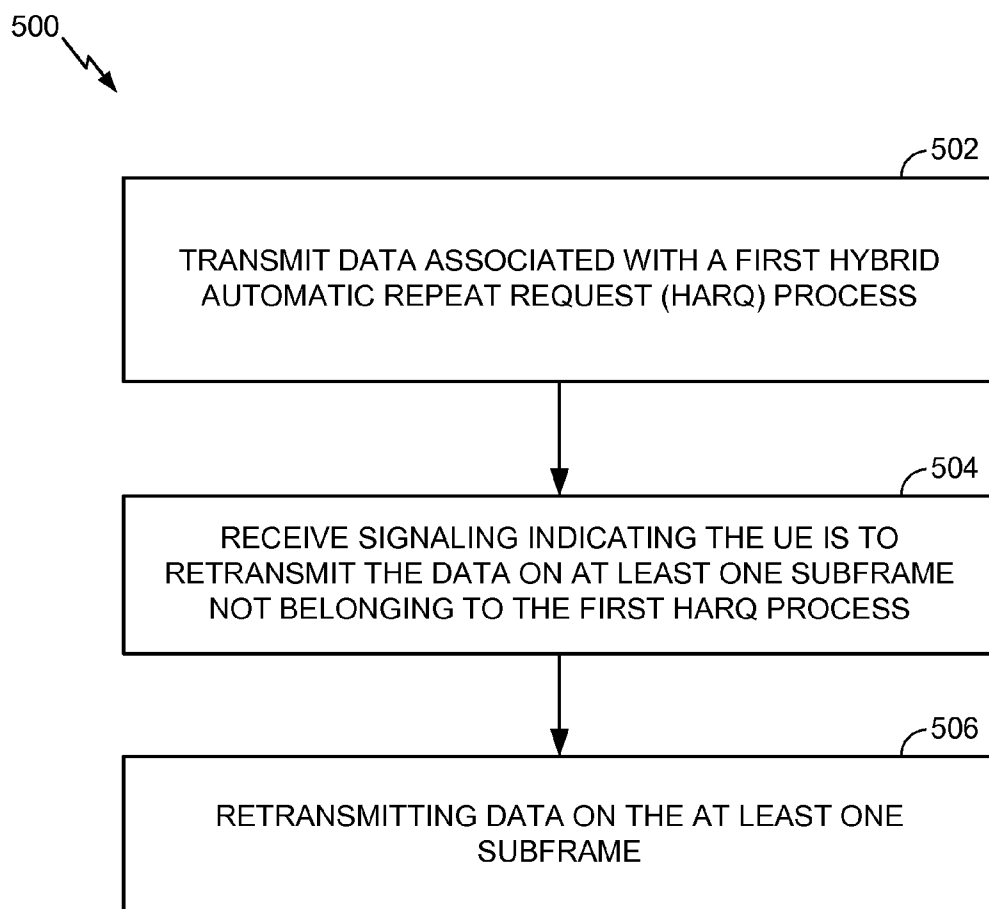 500
502
TRANSMIT DATA ASSOCIATED WITH A FIRST HYBRID
AUTOMATIC REPEAT REQUEST (HARQ) PROCESS
504
RECEIVE SIGNALING INDICATING THE UE IS TO
RETRANSMIT THE DATA ON AT LEAST ONE SUBFRAME
NOT BELONGING TO THE FIRST HARQ PROCESS
506
RETRANSMITTING DATA ON THE AT LEAST ONE
SUBFRAME